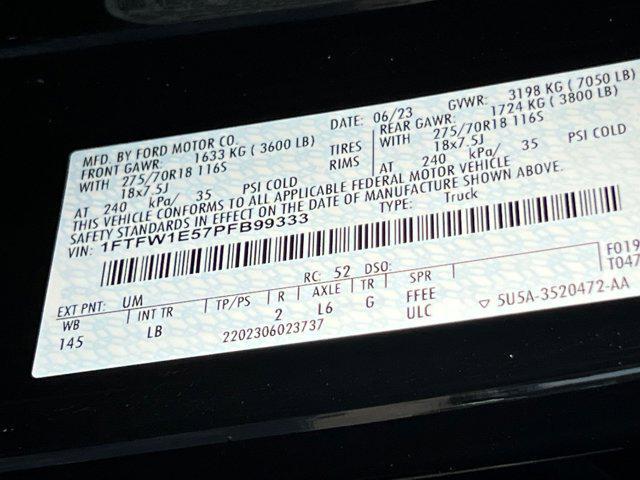 MFD. BY FORD MOTOR CO.
DATE: 06/23 GVWR: 3198 KG ( 7050 LB)
FRONT GAWR: 1633 KG ( 3600 LB) REAR GAWR: 1724 KG ( 3800 LB)
WITH 275/70R18 116S TIRES WITH 275/70R18 116S
18x7.5J RIMS 18x7.5J
AT 240 kPa/ 35 PSI COLD AT 240 kPa/ 35 PSI COLD
THIS VEHICLE CONFORMS TO ALL APPLICABLE FEDERAL MOTOR VEHICLE
SAFETY STANDARDS IN EFFECT ON THE DATE OF MANUFACTURE SHOWN ABOVE.
VIN: 1FTFW1E57PFB99333 TYPE: Truck
F019
T047
EXT PNT: UM RC: 52 DSO:
WB INT TR TP/PS R AXLE TR SPR
145 LB 2 L6 G FFEE
2202306023737 ULC ▽ 5U5A-3520472-AA